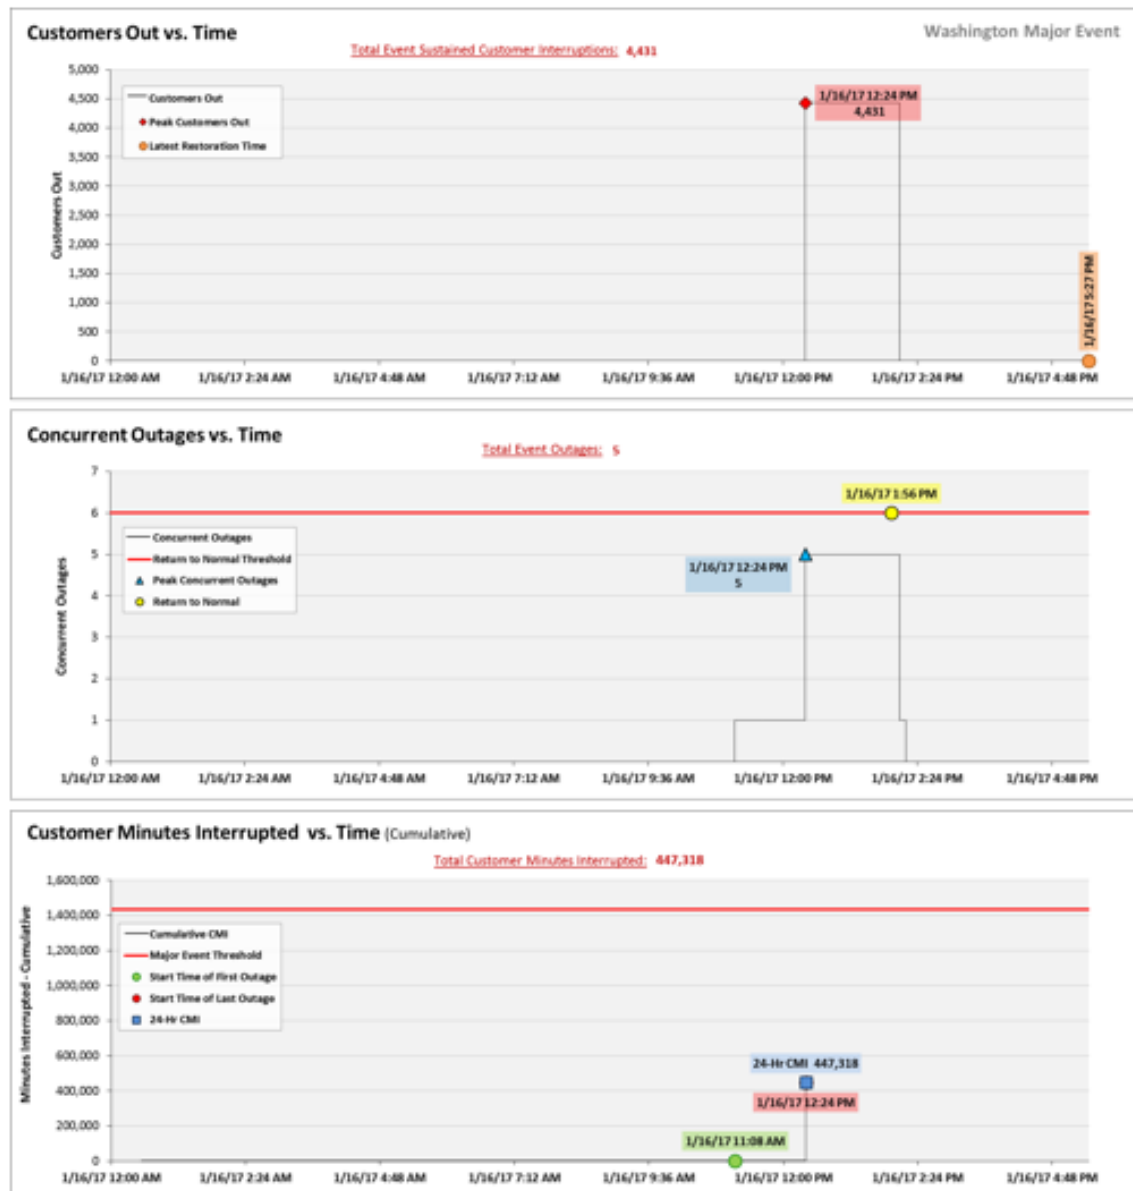 Customers Out vs. Time
Washington Major Event
Total Event Sustained Customer Interruptions: 4,431
5,000
4,500
4,000
3,500
3,000
2,500
2,000
1,500
1,000
500
0
Customers Out
Customers Out
Peak Customers Out
Latest Restoration Time
1/16/17 12:24 PM
4,431
1/16/17 5:27 PM
1/16/17 12:00 AM 1/16/17 2:24 AM 1/16/17 4:48 AM 1/16/17 7:12 AM 1/16/17 9:36 AM 1/16/17 12:00 PM 1/16/17 2:24 PM 1/16/17 4:48 PM
Concurrent Outages vs. Time
Total Event Outages: 5
7
6
5
4
3
2
1
0
Concurrent Outages
Concurrent Outages
Return to Normal Threshold
Peak Concurrent Outages
Return to Normal
1/16/17 1:56 PM
1/16/17 12:24 PM
5
1/16/17 12:00 AM 1/16/17 2:24 AM 1/16/17 4:48 AM 1/16/17 7:12 AM 1/16/17 9:36 AM 1/16/17 12:00 PM 1/16/17 2:24 PM 1/16/17 4:48 PM
Customer Minutes Interrupted vs. Time (Cumulative)
Total Customer Minutes Interrupted: 447,318
1,600,000
1,400,000
1,200,000
1,000,000
800,000
600,000
400,000
200,000
0
Minutes Interrupted - Cumulative
Cumulative CMI
Major Event Threshold
Start Time of First Outage
Start Time of Last Outage
24-Hr CMI
24-Hr CMI 447,318
1/16/17 12:24 PM
1/16/17 11:08 AM
1/16/17 12:00 AM 1/16/17 2:24 AM 1/16/17 4:48 AM 1/16/17 7:12 AM 1/16/17 9:36 AM 1/16/17 12:00 PM 1/16/17 2:24 PM 1/16/17 4:48 PM